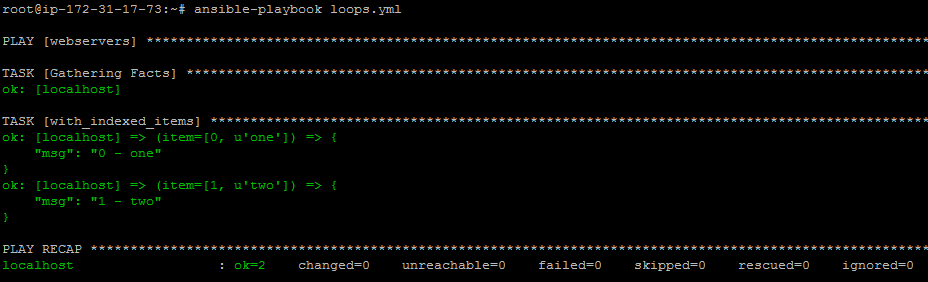 root@ip-172-31-17-73:~# ansible-playbook loops.yml
PLAY [webservers] **************************************************************************************************
TASK [Gathering Facts] *********************************************************************************************
ok: [localhost]
TASK [with_indexed_items] ******************************************************************************************
ok: [localhost] => (item=[0, u'one']) => {
    "msg": "0 - one"
}
ok: [localhost] => (item=[1, u'two']) => {
    "msg": "1 - two"
}
PLAY RECAP *********************************************************************************************************
localhost                  : ok=2    changed=0    unreachable=0    failed=0    skipped=0    rescued=0    ignored=0